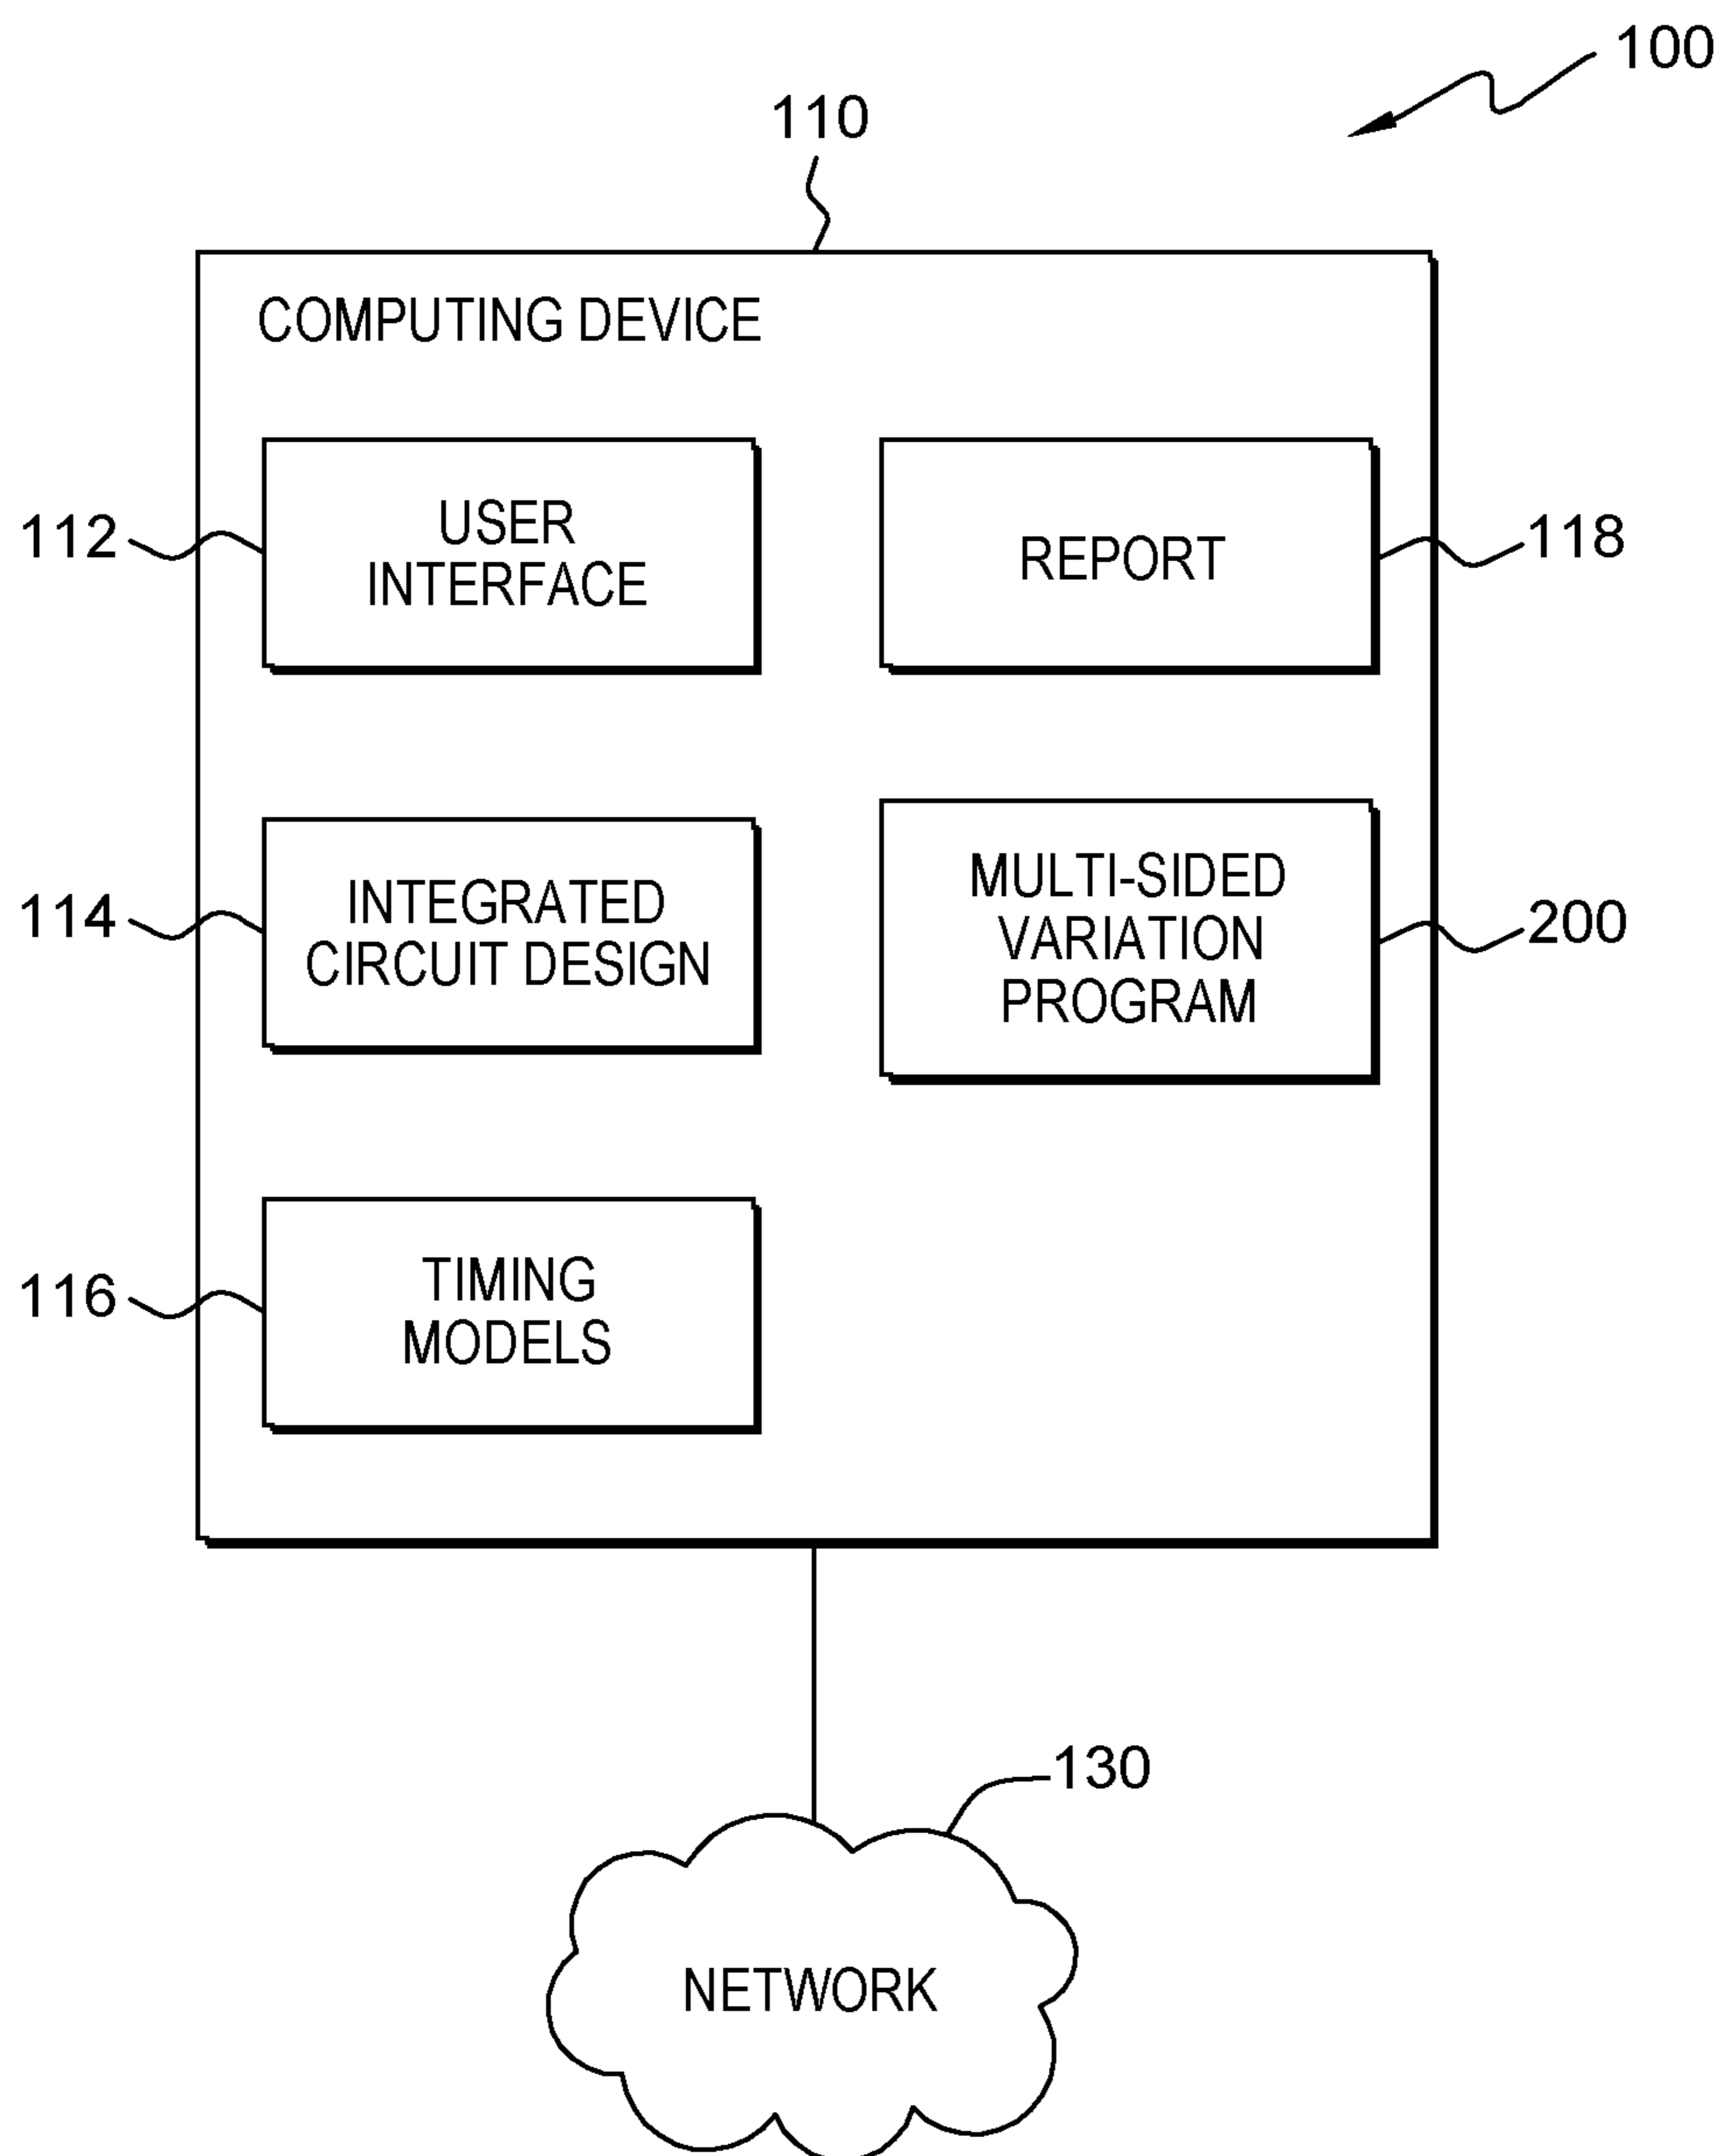 100
110
COMPUTING DEVICE
112
USER
INTERFACE
REPORT
118
114
INTEGRATED
CIRCUIT DESIGN
MULTI-SIDED
VARIATION
PROGRAM
200
116
TIMING
MODELS
130
NETWORK